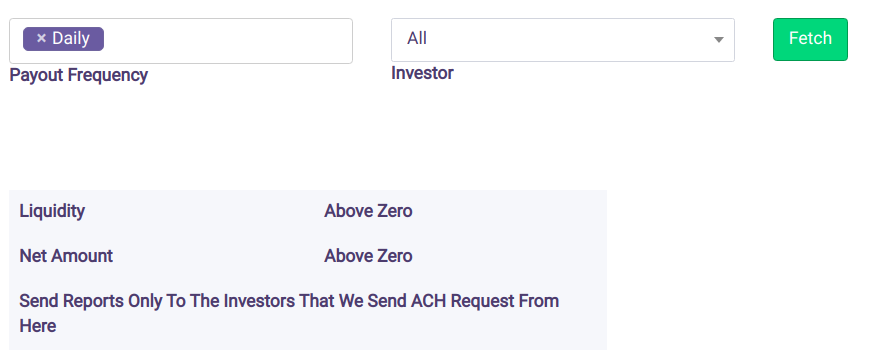 × Daily
All
Fetch
Payout Frequency
Investor
Liquidity
Above Zero
Net Amount
Above Zero
Send Reports Only To The Investors That We Send ACH Request From
Here